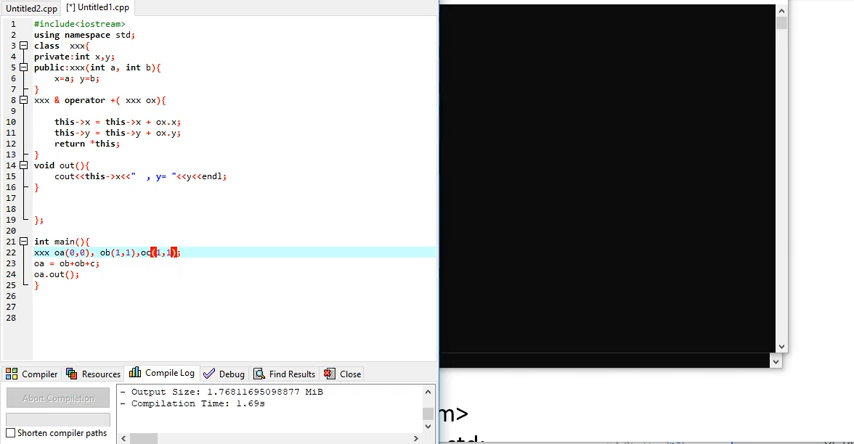 Untitled2.cpp [*] Untitled1.cpp
1 #include<iostream>
2 using namespace std;
3 class xxx{
4 private:int x,y;
5 public:xxx(int a, int b){
6 x=a; y=b;
7 }
8 xxx & operator +( xxx ox){
9
10 this->x = this->x + ox.x;
11 this->y = this->y + ox.y;
12 return *this;
13 }
14 void out(){
15 cout<<this->x<<" , y= "<<y<<endl;
16 }
17
18
19 };
20
21 int main(){
22 xxx oa(0,0), ob(1,1),oc(1,1);
23 oa = ob+ob+c;
24 oa.out();
25 }
26
27
28
Compiler Resources Compile Log Debug Find Results Close
Abort Compilation
Shorten compiler paths
- Output Size: 1.76811695098877 MiB
- Compilation Time: 1.69s
m>